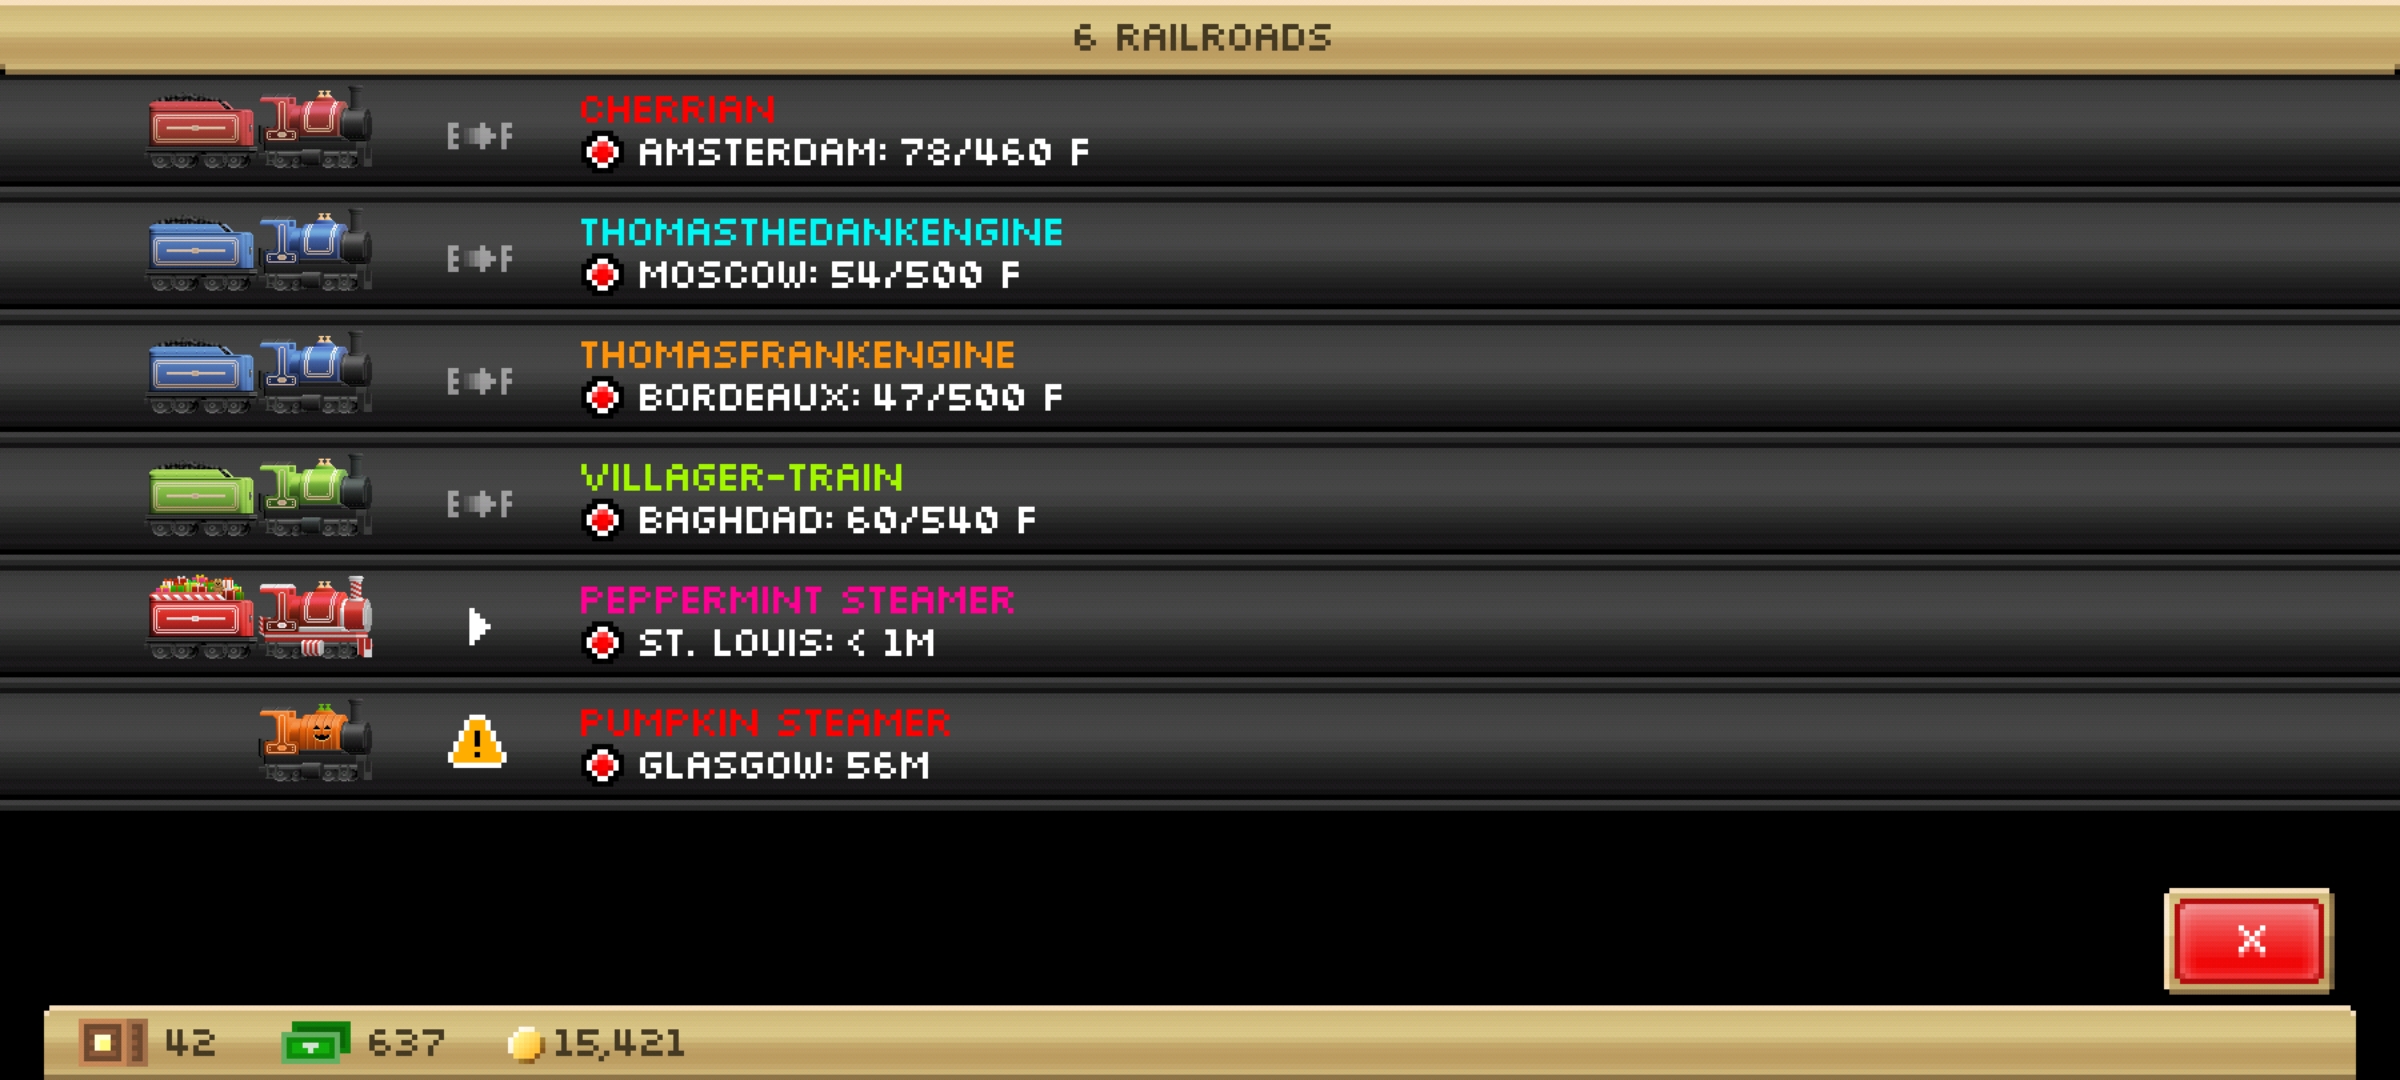 6 RAILROADS
CHERRIAN
E F
AMSTERDAM: 78/460 F
THOMASTHEDANKENGINE
E F
MOSCOW: 54/500 F
THOMASFRANKENGINE
E F
BORDEAUX: 47/500 F
VILLAGER-TRAIN
E F
BAGHDAD: 60/540 F
PEPPERMINT STEAMER
ST. LOUIS: < 1M
PUMPKIN STEAMER
!
GLASGOW: 56M
X
42 637 15,421